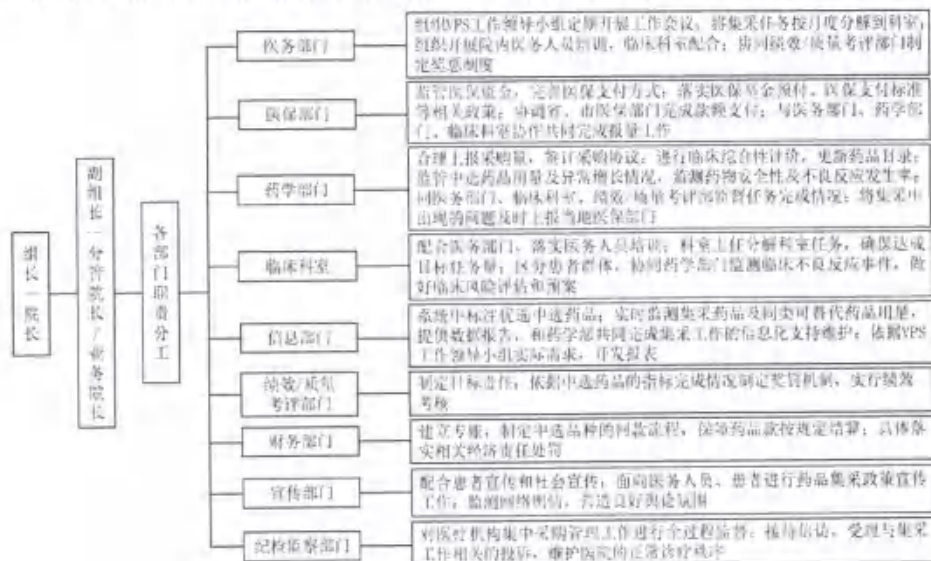 组长—院长
副组长—分管院长/业务院长
各部门职责分工
医务部门
组织VPS工作领导小组定期开展工作会议；将集采任务按月度分解到科室；
组织开展院内医务人员培训，临床科室配合；协同绩效/质量考评部门制
定奖惩制度
医保部门
监管医保资金，完善医保支付方式；落实医保基金预付、医保支付标准
等相关政策；协调省、市医保部门完成款额支付；与医务部门、药学部
门、临床科室协作共同完成报量工作
药学部门
合理上报采购量，签订采购协议；进行临床综合性评价，更新药品目录；
监管中选药品用量及异常增长情况，监测药物安全性及不良反应发生率；
同医务部门、临床科室、绩效/质量考评部监督任务完成情况；将集采中
出现的问题及时上报当地医保部门
临床科室
配合医务部门，落实医务人员培训；科室主任分解科室任务，确保达成
目标任务量；区分患者群体，协同药学部门监测临床不良反应事件，做
好临床风险评估和预案
信息部门
系统中标注优选中选药品；实时监测集采药品及同类可替代药品用量，
提供数据报告，和药学部共同完成集采工作的信息化支持维护；依据VPS
工作领导小组实际需求，开发报表
绩效/质量
考评部门
制定目标责任，依据中选药品的指标完成情况制定奖罚机制，实行绩效
考核
财务部门
建立专账，制定中选品种的回款流程，保障药品款按规定结算；具体落
实相关经济责任处罚
宣传部门
配合患者宣传和社会宣传，面向医务人员、患者进行药品集采政策宣传
工作；监测网络舆情，营造良好舆论氛围
纪检监察部门
对医疗机构集中采购管理工作进行全过程监督；接待信访，受理与集采
工作相关的投诉，维护医院的正常诊疗秩序